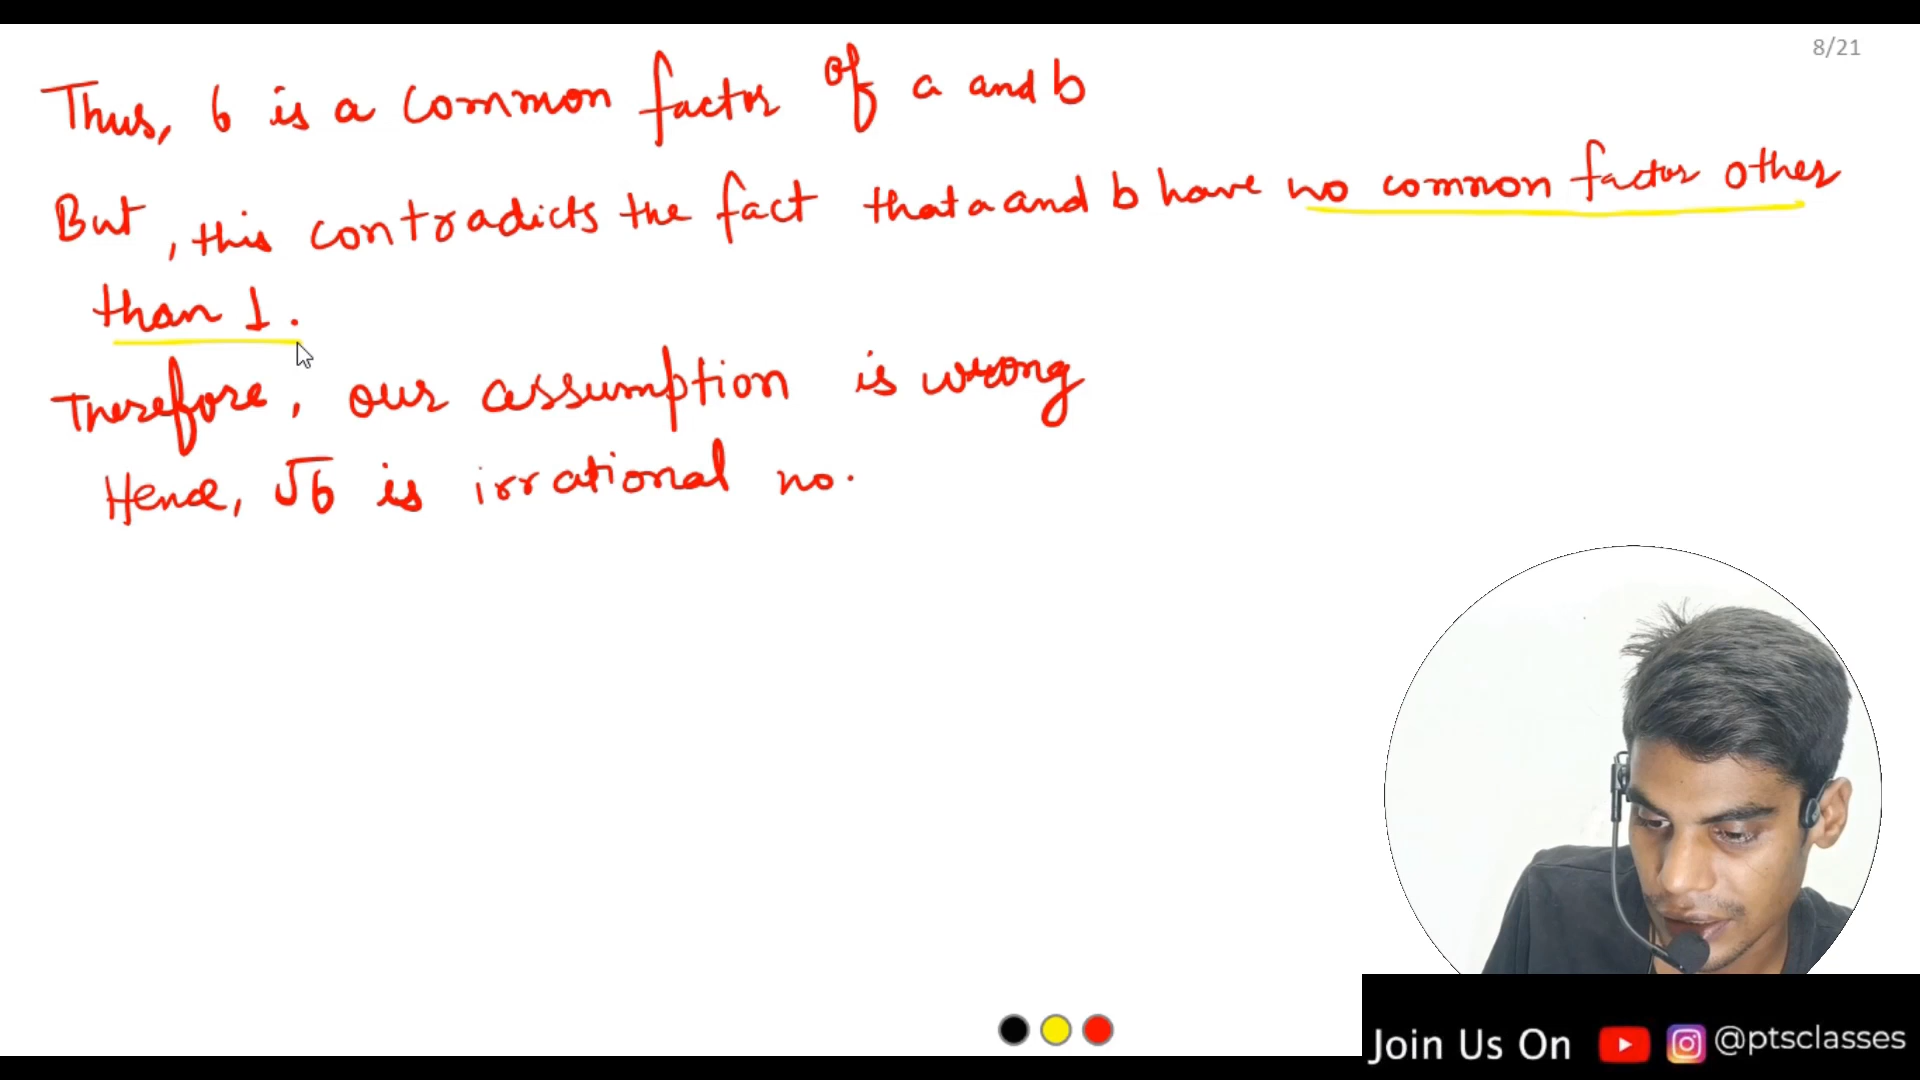 8/21
Thus, 6 is a common factor of a and b
But, this contradicts the fact that a and b have no common factor other
than 1.
Therefore, our assumption is wrong
Hence, √6 is irrational no.
Join Us On @ptsclasses